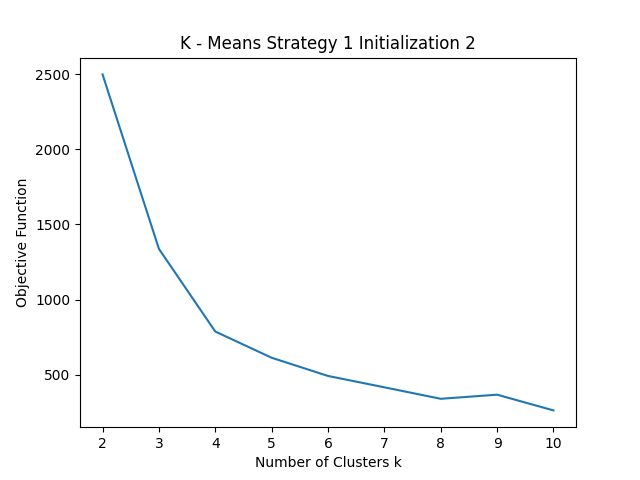 K - Means Strategy 1 Initialization 2
2500
2000
1500
1000
500
Objective Function
2 3 4 5 6 7 8 9 10
Number of Clusters k